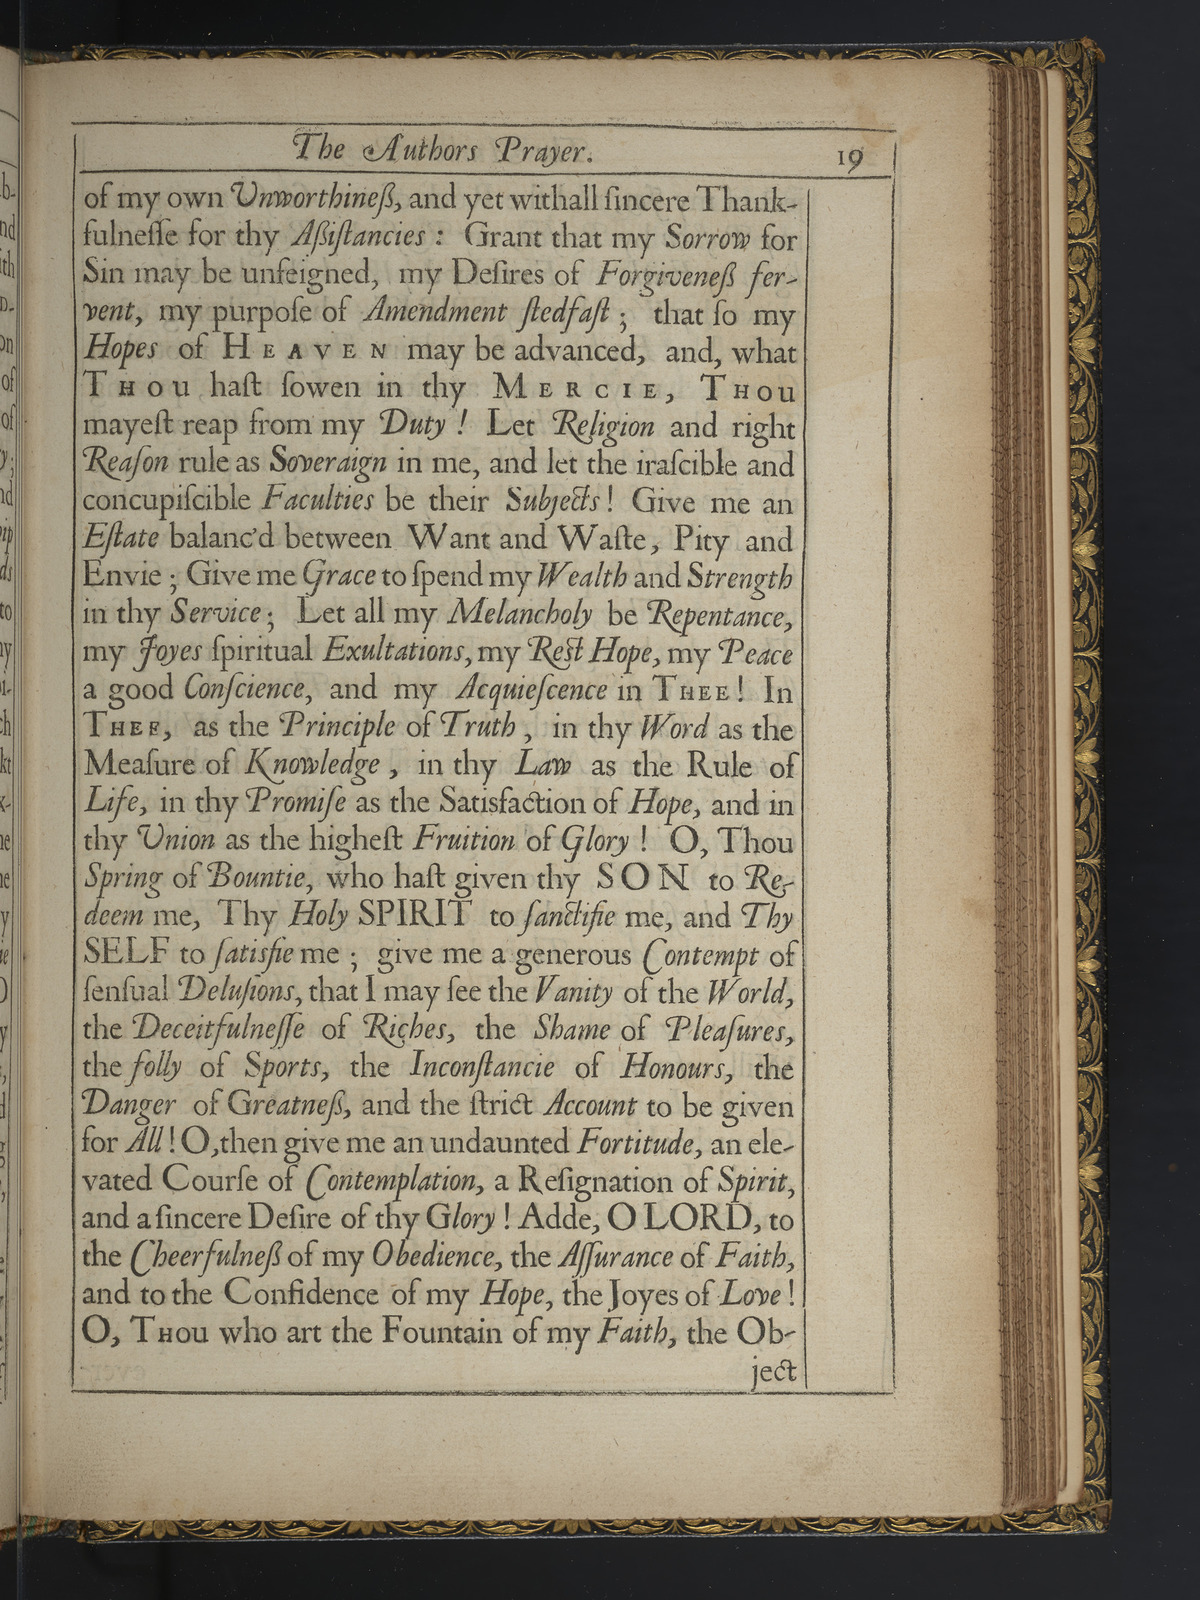 The Authors Prayer. 19
of my own Unworthineß, and yet withall ſincere Thank-
fulneſſe for thy Aßiſtancies : Grant that my Sorrow for
Sin may be unfeigned, my Deſires of Forgiveneß fer-
vent, my purpoſe of Amendment ſtedfaſt ; that ſo my
Hopes of HEAVEN may be advanced, and, what
THOU haſt ſowen in thy MERCIE, THOU
mayeſt reap from my Duty ! Let Religion and right
Reaſon rule as Soveraign in me, and let the iraſcible and
concupiſcible Faculties be their Subjects ! Give me an
Eſtate balanc'd between Want and Waſte, Pity and
Envie ; Give me Grace to ſpend my Wealth and Strength
in thy Service ; Let all my Melancholy be Repentance,
my Joyes ſpiritual Exultations, my Reſt Hope, my Peace
a good Conſcience, and my Acquieſcence in THEE ! In
THEE, as the Principle of Truth , in thy Word as the
Meaſure of Knowledge , in thy Law as the Rule of
Life, in thy Promiſe as the Satisfaction of Hope, and in
thy Union as the higheſt Fruition of Glory ! O, Thou
Spring of Bountie, who haſt given thy SON to Re-
deem me, Thy Holy SPIRIT to ſanctifie me, and Thy
SELF to ſatisfie me ; give me a generous Contempt of
ſenſual Deluſions, that I may ſee the Vanity of the World,
the Deceitfulneſſe of Riches, the Shame of Pleaſures,
the folly of Sports, the Inconſtancie of Honours, the
Danger of Greatneß, and the ſtrict Account to be given
for All ! O,then give me an undaunted Fortitude, an ele-
vated Courſe of Contemplation, a Reſignation of Spirit,
and a ſincere Deſire of thy Glory ! Adde, O LORD, to
the Cheerfulneß of my Obedience, the Aſſurance of Faith,
and to the Confidence of my Hope, the Joyes of Love !
O, THOU who art the Fountain of my Faith, the Ob-
ject